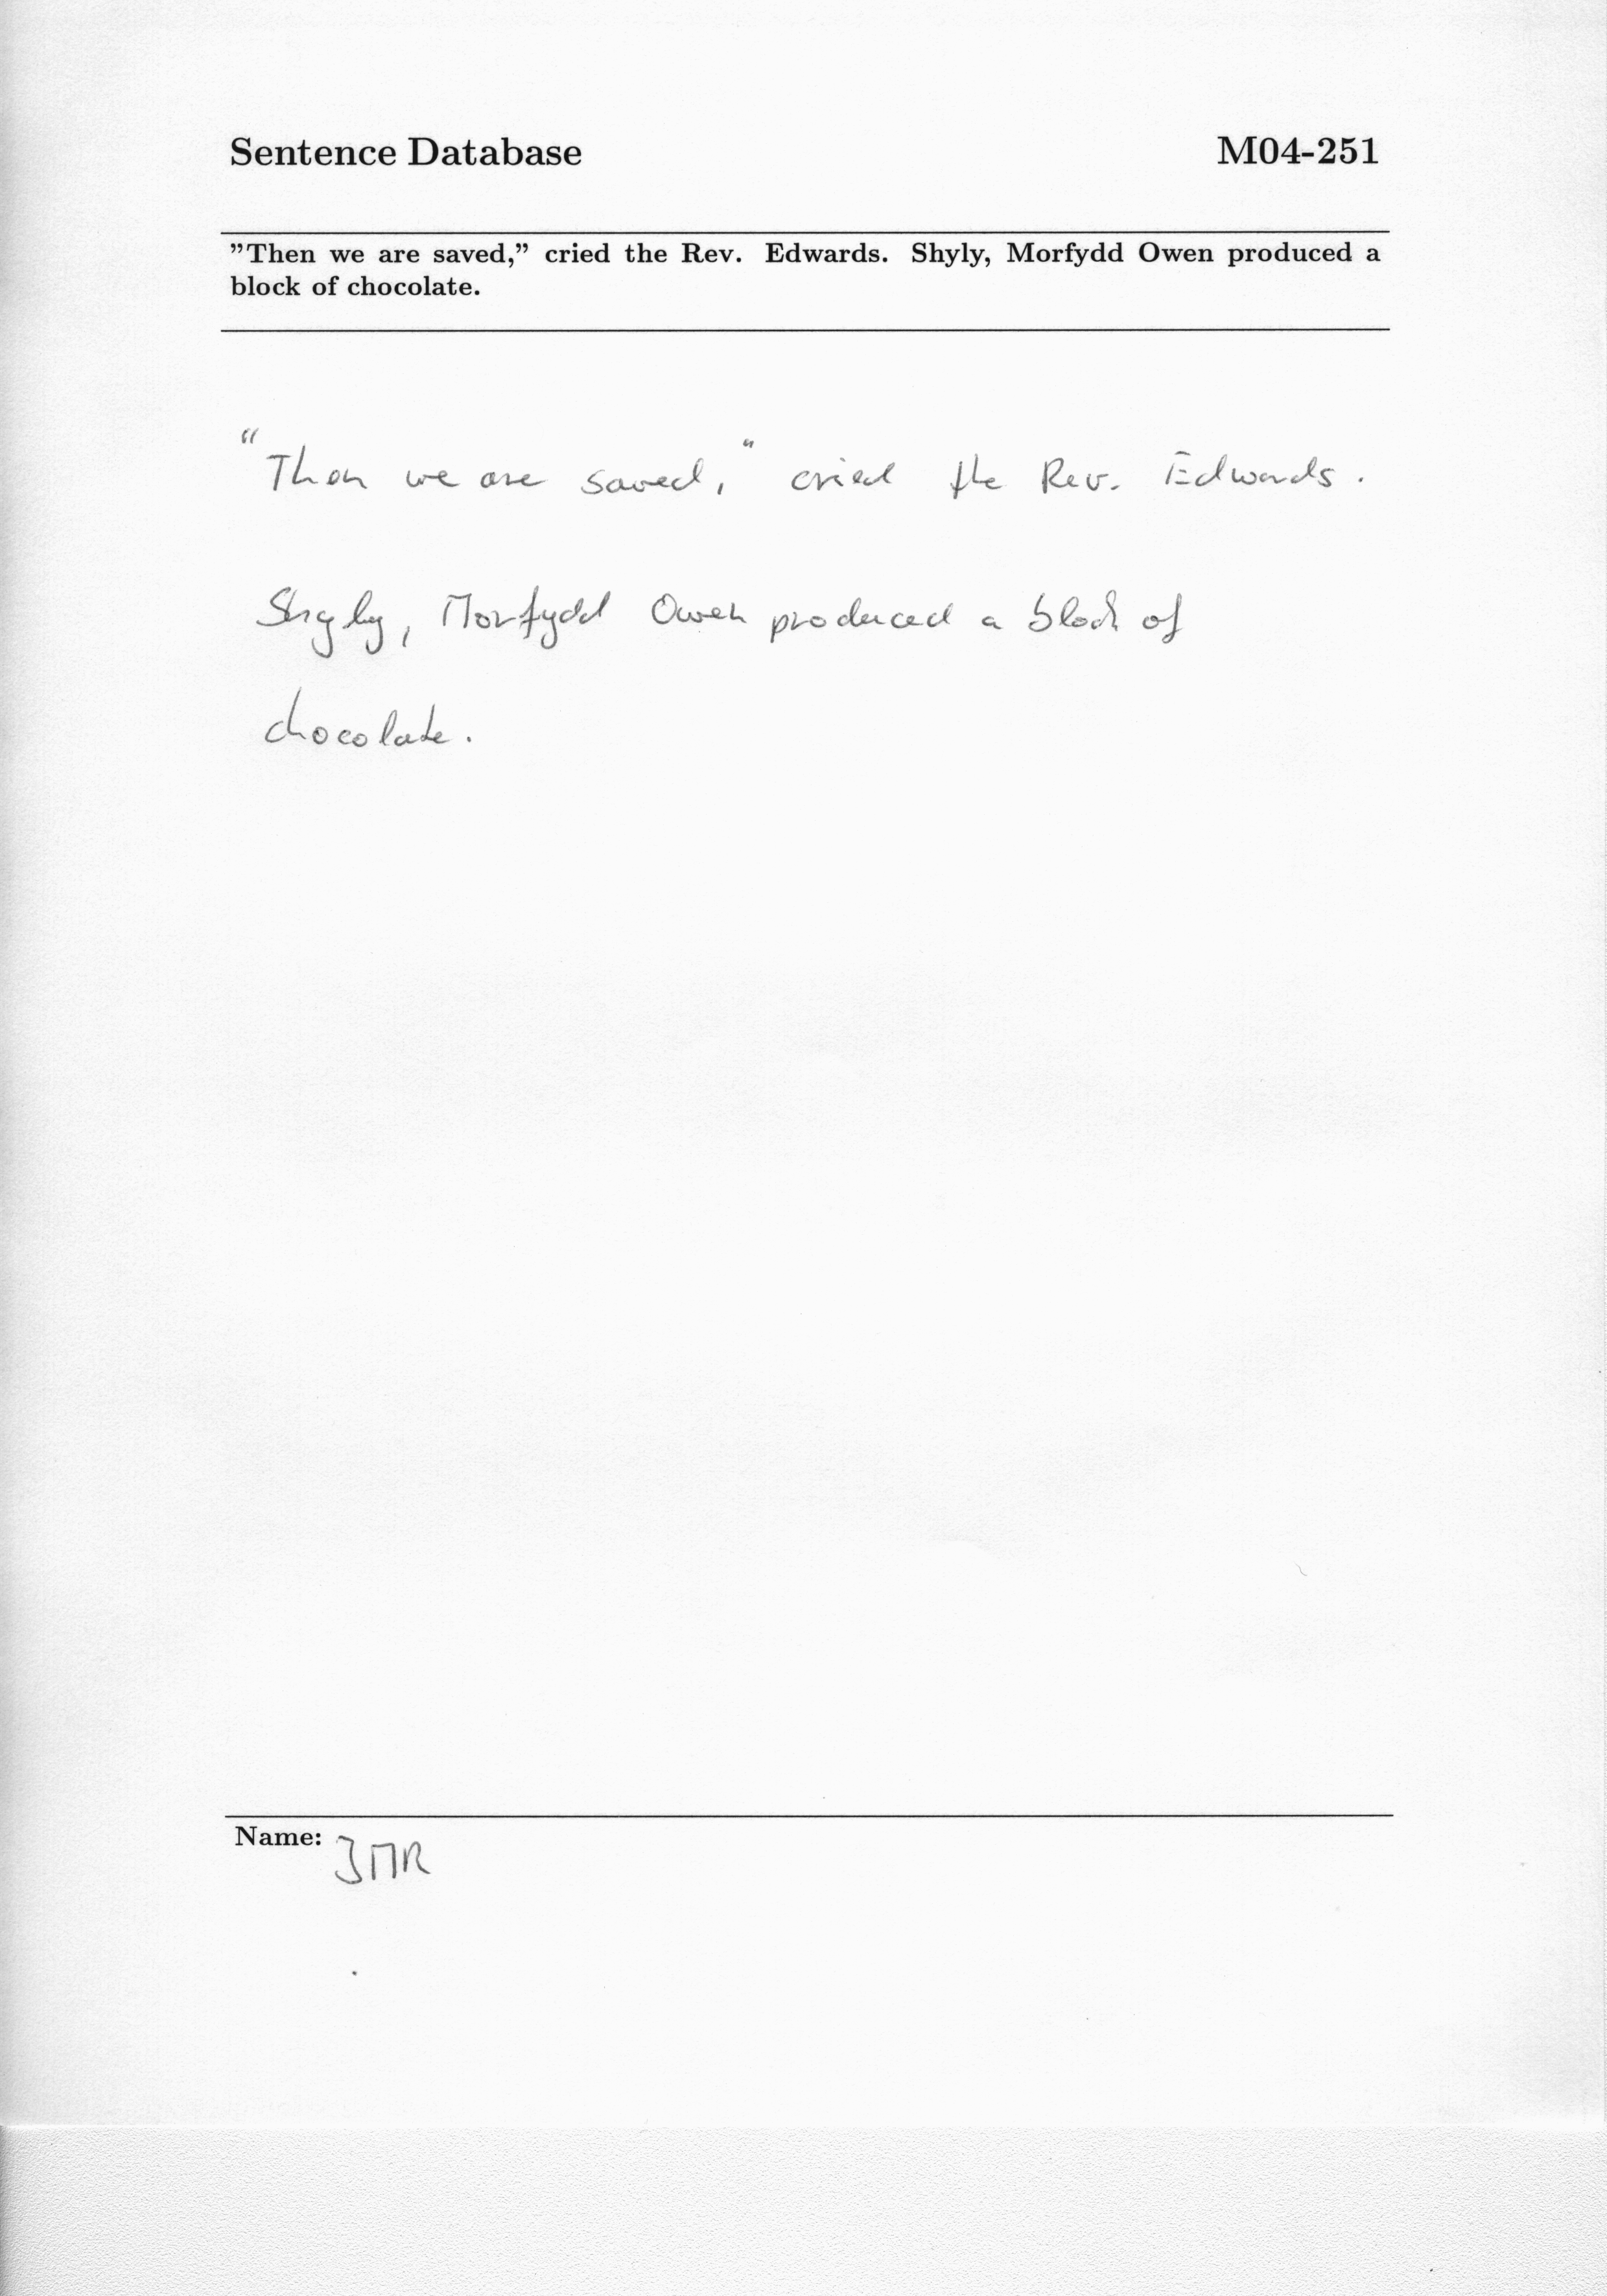 Sentence Database M04-251
”Then we are saved,” cried the Rev. Edwards. Shyly, Morfydd Owen produced a
block of chocolate.
“Then we are saved,“ cried the Rev. Edwards.
Shyly, Morfydd Owen produced a block of
chocolate.
Name: JMR